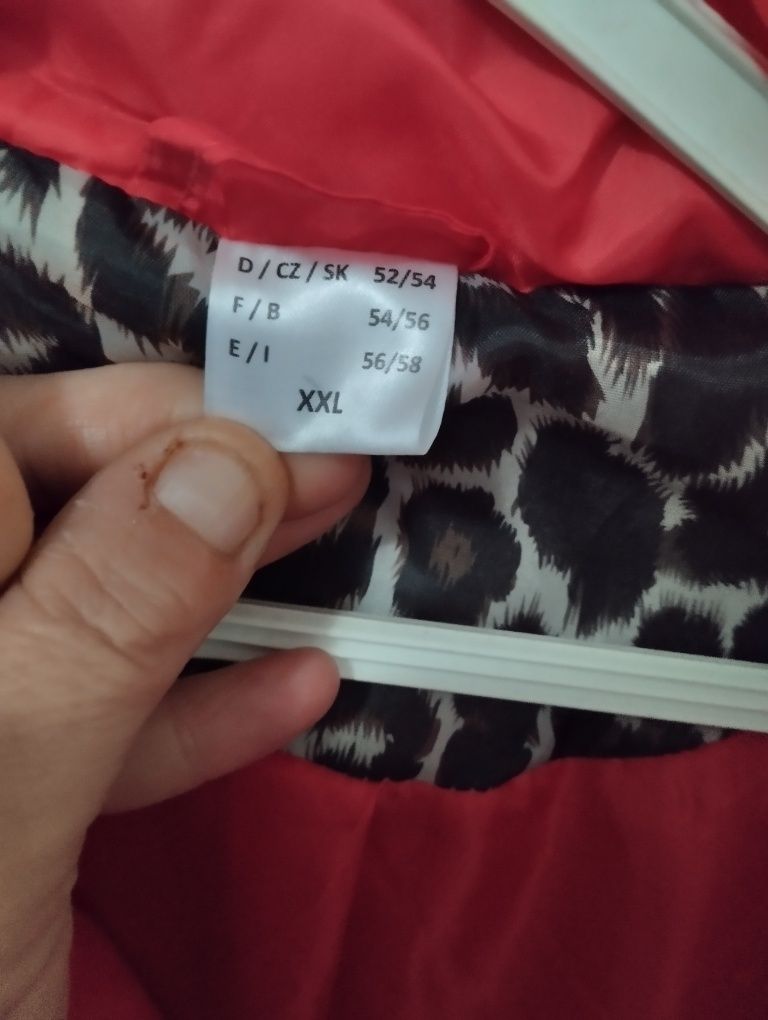 D / CZ / SK 52/54
F / B 54/56
E / I 56/58
XXL